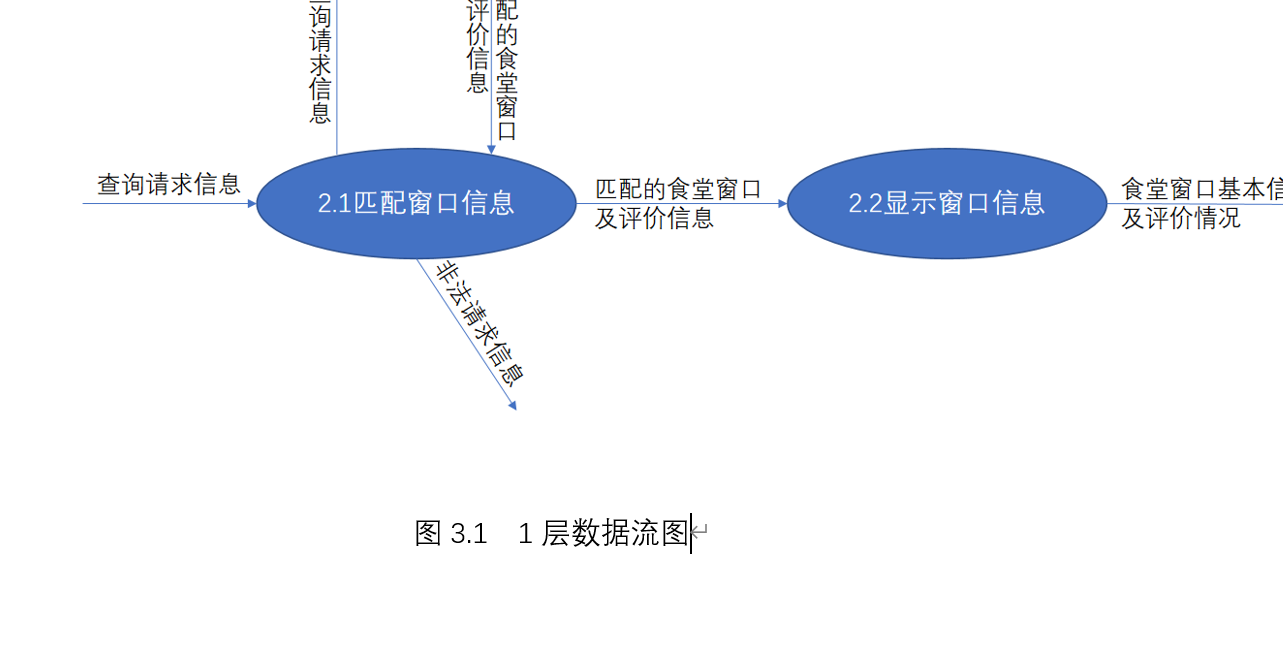 询请求信息
评价信息
配的食堂窗口
查询请求信息
2.1匹配窗口信息
匹配的食堂窗口
及评价信息
2.2显示窗口信息
食堂窗口基本信
及评价情况
非法请求信息
图 3.1 1 层数据流图